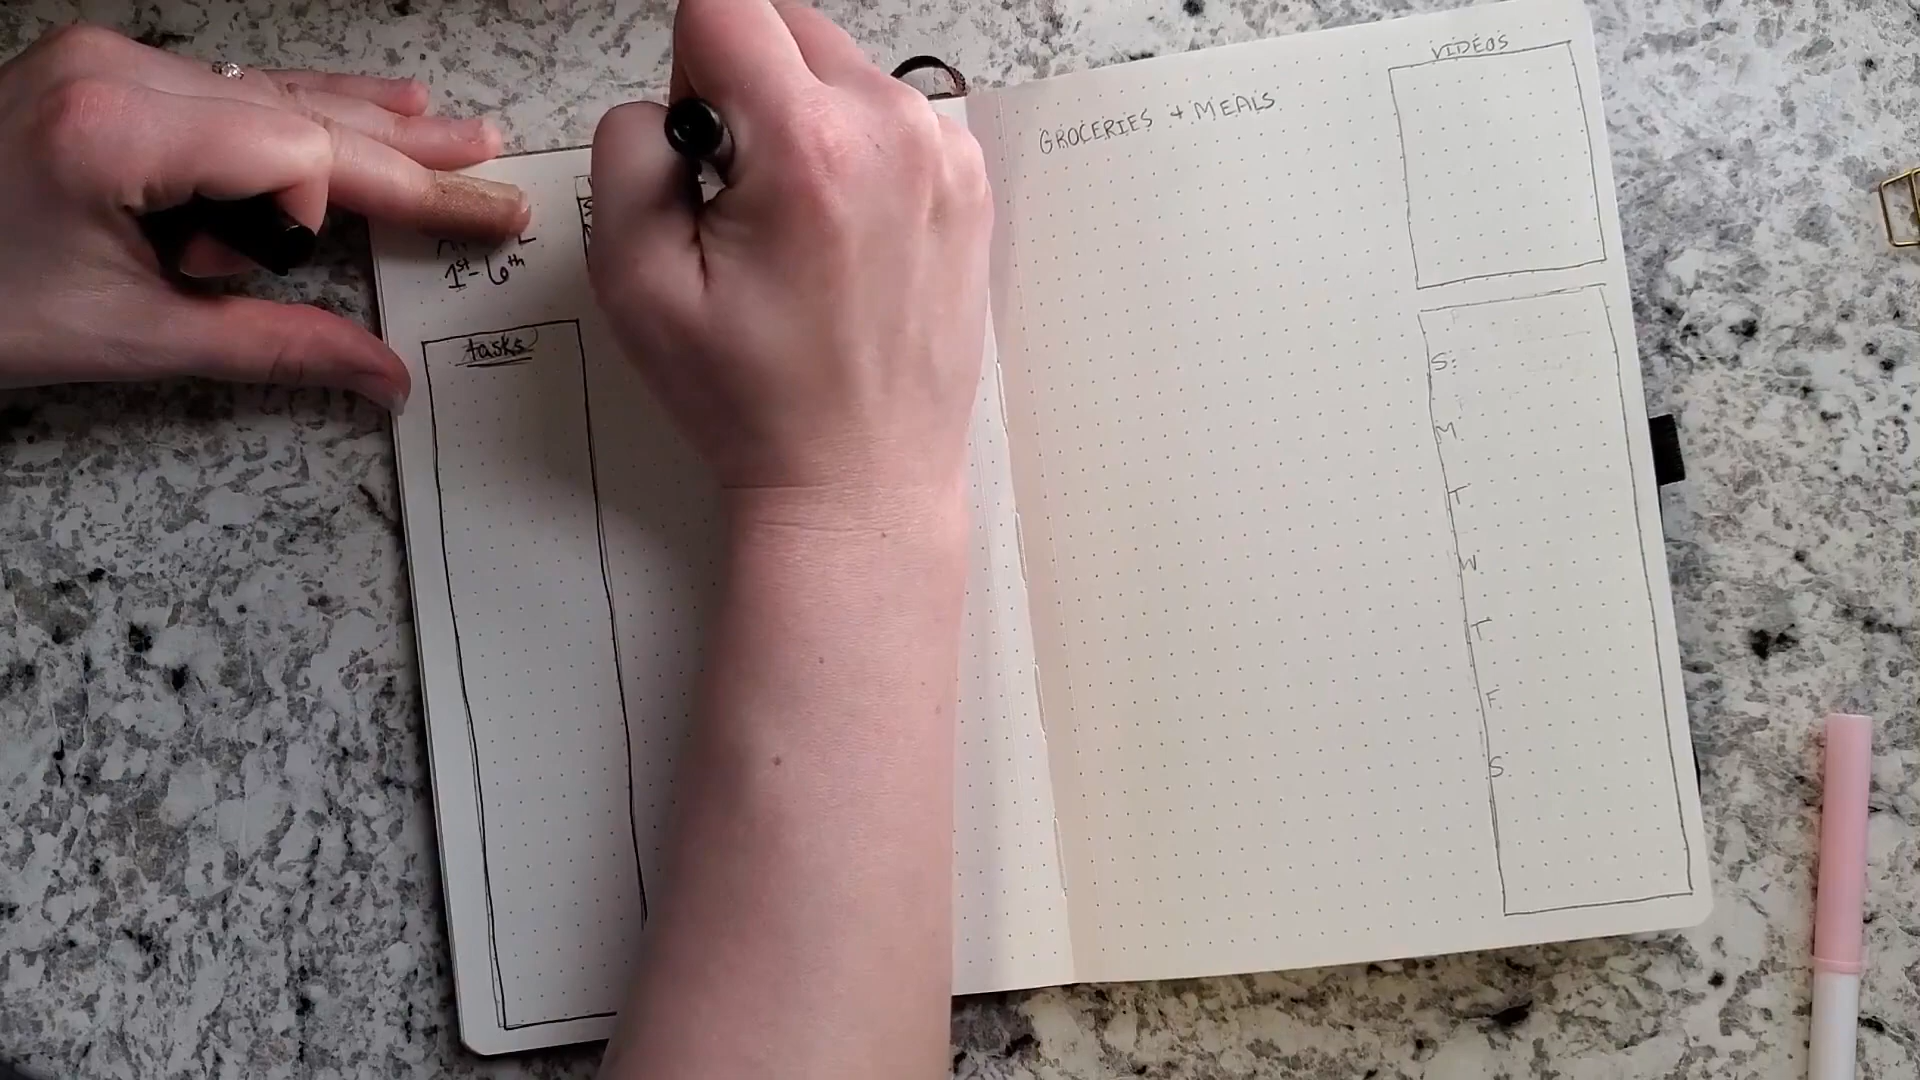 1st-6th
tasks
GROCERIES + MEALS
VIDEOS
S:
M
T
W
T
F
S